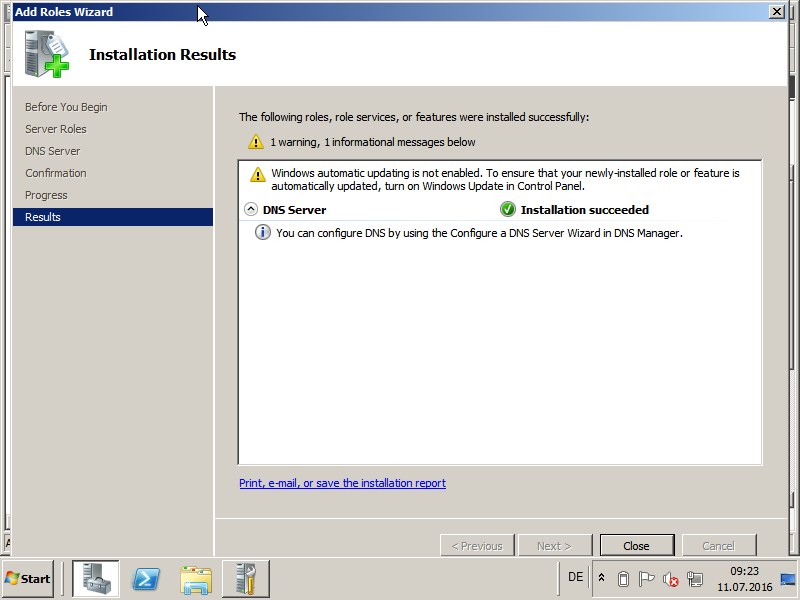 Add Roles Wizard
Installation Results
Before You Begin
Server Roles
DNS Server
Confirmation
Progress
Results
The following roles, role services, or features were installed successfully:
1 warning, 1 informational messages below
Windows automatic updating is not enabled. To ensure that your newly-installed role or feature is
automatically updated, turn on Windows Update in Control Panel.
DNS Server Installation succeeded
You can configure DNS by using the Configure a DNS Server Wizard in DNS Manager.
Print, e-mail, or save the installation report
< Previous Next > Close Cancel
Start DE 09:23
11.07.2016